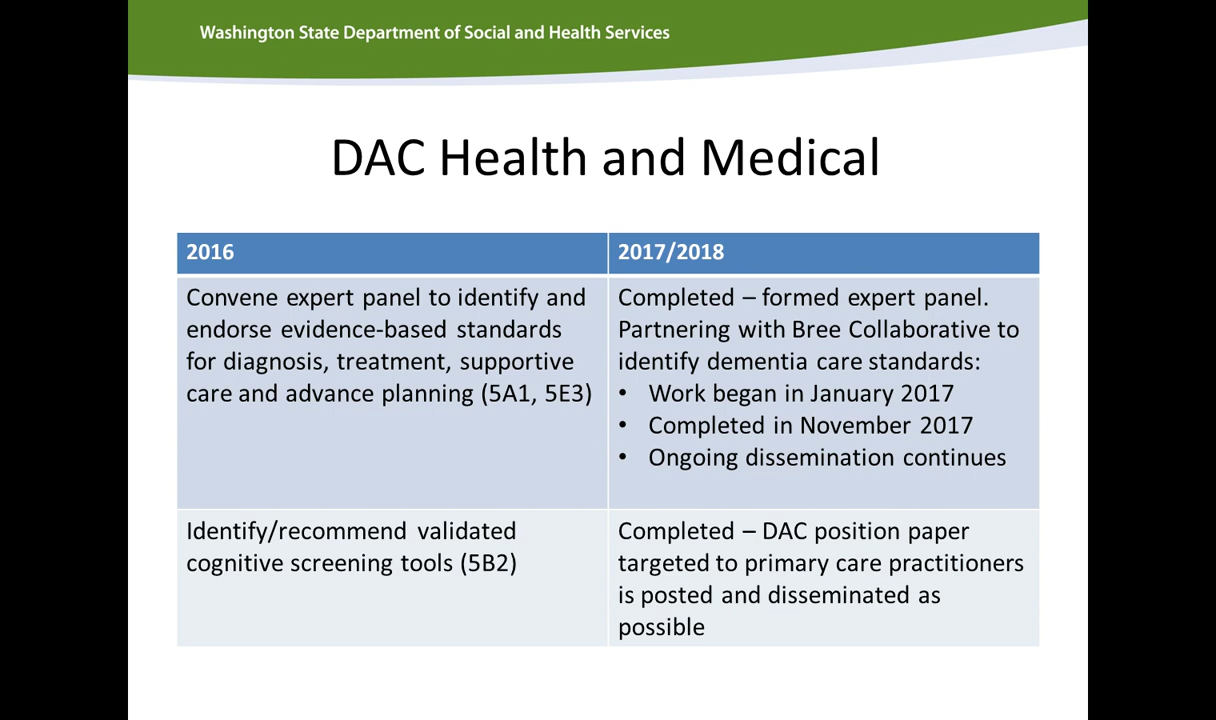 Washington State Department of Social and Health Services
DAC Health and Medical
2016
Convene expert panel to identify and
endorse evidence-based standards
for diagnosis, treatment, supportive
care and advance planning (5A1, 5E3)
2017/2018
Completed – formed expert panel.
Partnering with Bree Collaborative to
identify dementia care standards:
• Work began in January 2017
• Completed in November 2017
• Ongoing dissemination continues
Identify/recommend validated
cognitive screening tools (5B2)
Completed – DAC position paper
targeted to primary care practitioners
is posted and disseminated as
possible